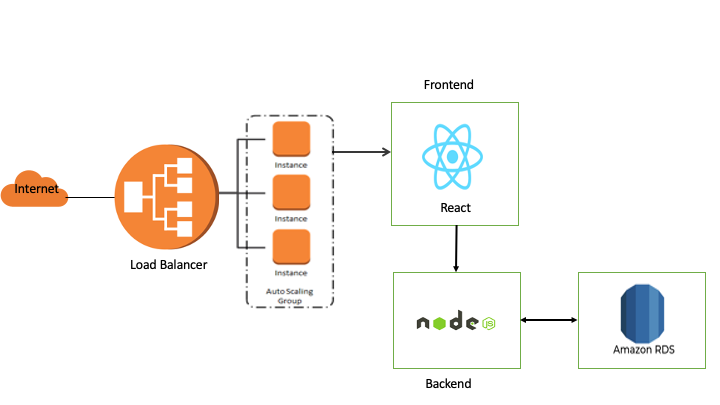 Frontend
Instance
Internet
React
Instance
Load Balancer
Instance
Auto Scaling
Group
node
JS
Amazon RDS
Backend